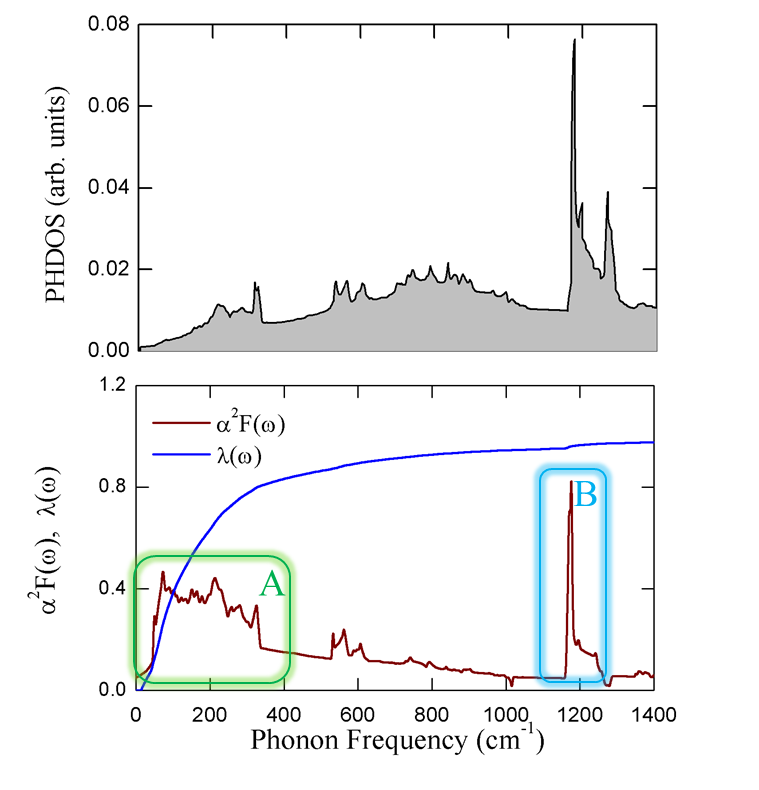 0.08
0.06
0.04
0.02
0.00
PHDOS (arb. units)
1.2
0.8
0.4
0.0
α²F(ω), λ(ω)
α²F(ω)
λ(ω)
A
B
0 200 400 600 800 1000 1200 1400
Phonon Frequency (cm⁻¹)